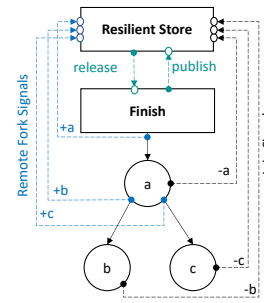 Resilient Store
release
publish
Finish
Remote Fork Signals
+a
+b
+c
-a
-c
-b
a
b
c